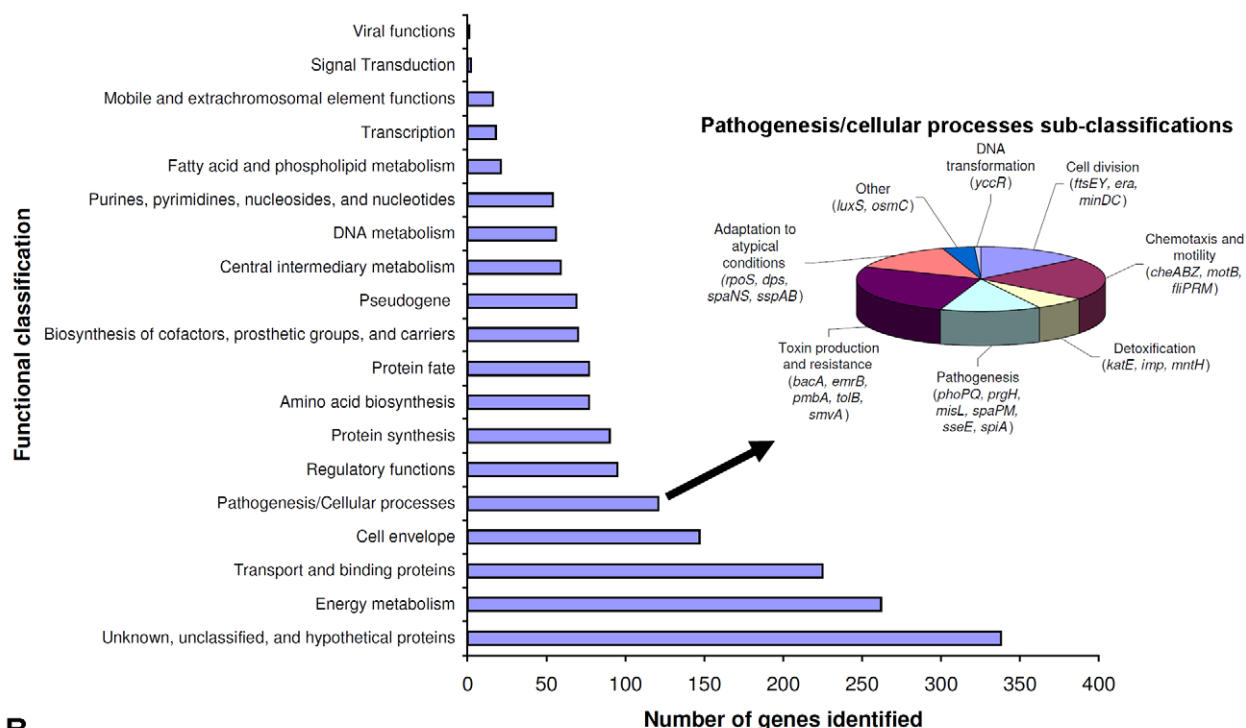 Viral functions
Signal Transduction
Mobile and extrachromosomal element functions
Transcription
Fatty acid and phospholipid metabolism
Purines, pyrimidines, nucleosides, and nucleotides
DNA metabolism
Central intermediary metabolism
Pseudogene
Biosynthesis of cofactors, prosthetic groups, and carriers
Protein fate
Amino acid biosynthesis
Protein synthesis
Regulatory functions
Pathogenesis/Cellular processes
Cell envelope
Transport and binding proteins
Energy metabolism
Unknown, unclassified, and hypothetical proteins
Functional classification
0 50 100 150 200 250 300 350 400
Number of genes identified
Pathogenesis/cellular processes sub-classifications
DNA
transformation
(yccR)
Cell division
(ftsEY, era,
minDC)
Chemotaxis and
motility
(cheABZ, motB,
fliPRM)
Detoxification
(katE, imp, mntH)
Pathogenesis
(phoPQ, prgH,
misL, spaPM,
sseE, spiA)
Toxin production
and resistance
(bacA, emrB,
pmbA, tolB,
smvA)
Adaptation to
atypical
conditions
(rpoS, dps,
spaNS, sspAB)
Other
(luxS, osmC)
B